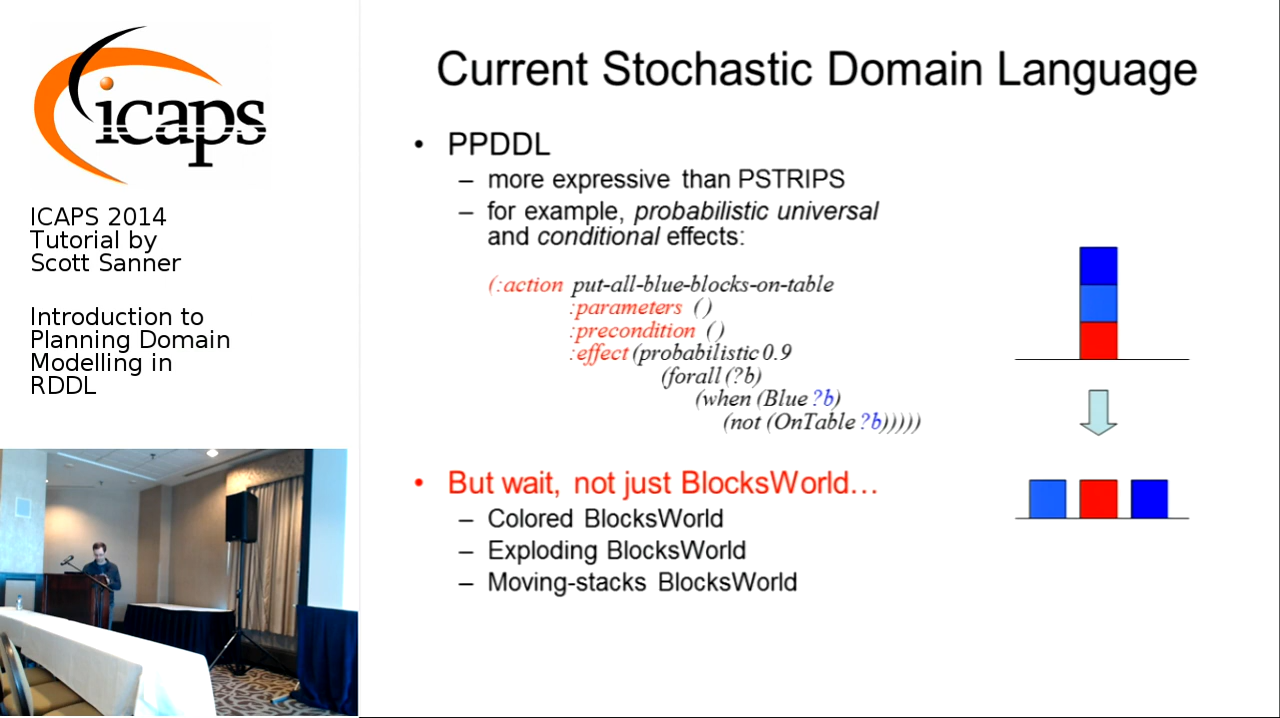 icaps
ICAPS 2014
Tutorial by
Scott Sanner
Introduction to
Planning Domain
Modelling in
RDDL
Current Stochastic Domain Language
• PPDDL
– more expressive than PSTRIPS
– for example, probabilistic universal
and conditional effects:
(:action put-all-blue-blocks-on-table
:parameters ()
:precondition ()
:effect (probabilistic 0.9
(forall (?b)
(when (Blue ?b)
(not (OnTable ?b)))))
• But wait, not just BlocksWorld…
– Colored BlocksWorld
– Exploding BlocksWorld
– Moving-stacks BlocksWorld